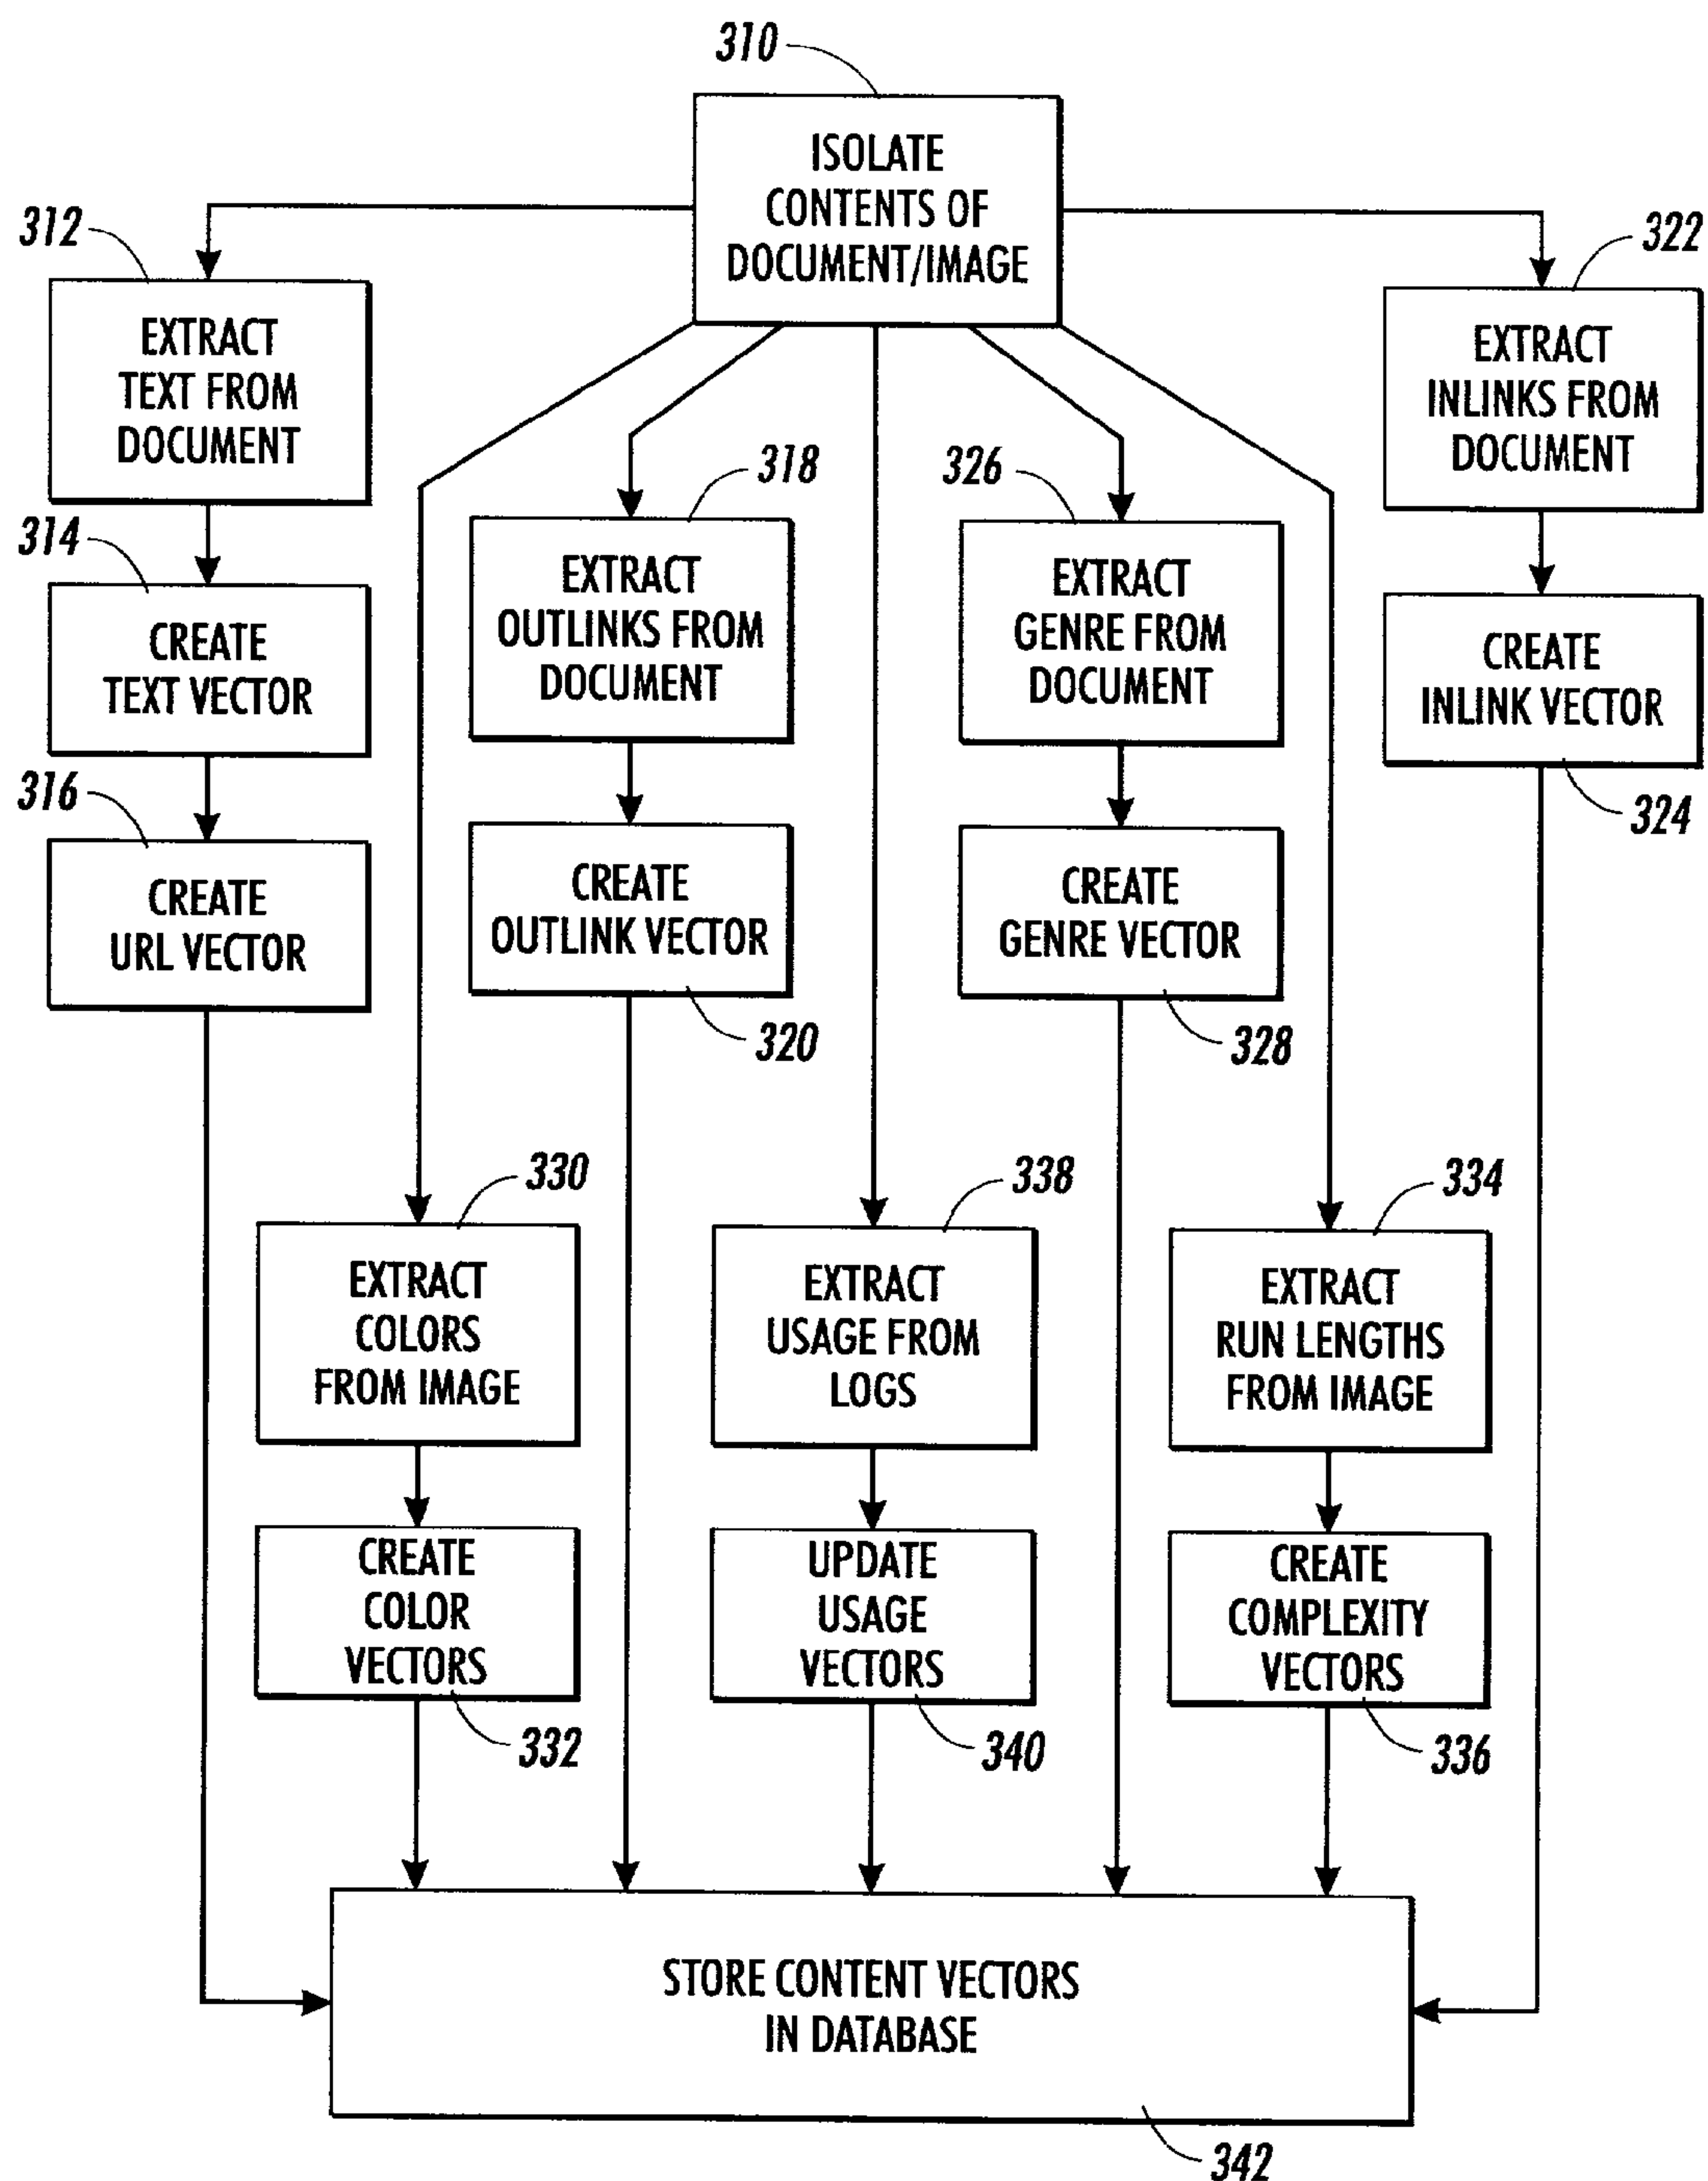 310
ISOLATE
CONTENTS OF
DOCUMENT/IMAGE
312
EXTRACT
TEXT FROM
DOCUMENT
322
EXTRACT
INLINKS FROM
DOCUMENT
318
EXTRACT
OUTLINKS FROM
DOCUMENT
326
EXTRACT
GENRE FROM
DOCUMENT
314
CREATE
TEXT VECTOR
CREATE
INLINK VECTOR
324
316
CREATE
URL VECTOR
CREATE
OUTLINK VECTOR
320
CREATE
GENRE VECTOR
328
330
EXTRACT
COLORS
FROM IMAGE
338
EXTRACT
USAGE FROM
LOGS
334
EXTRACT
RUN LENGTHS
FROM IMAGE
CREATE
COLOR
VECTORS
332
UPDATE
USAGE
VECTORS
340
CREATE
COMPLEXITY
VECTORS
336
STORE CONTENT VECTORS
IN DATABASE
342